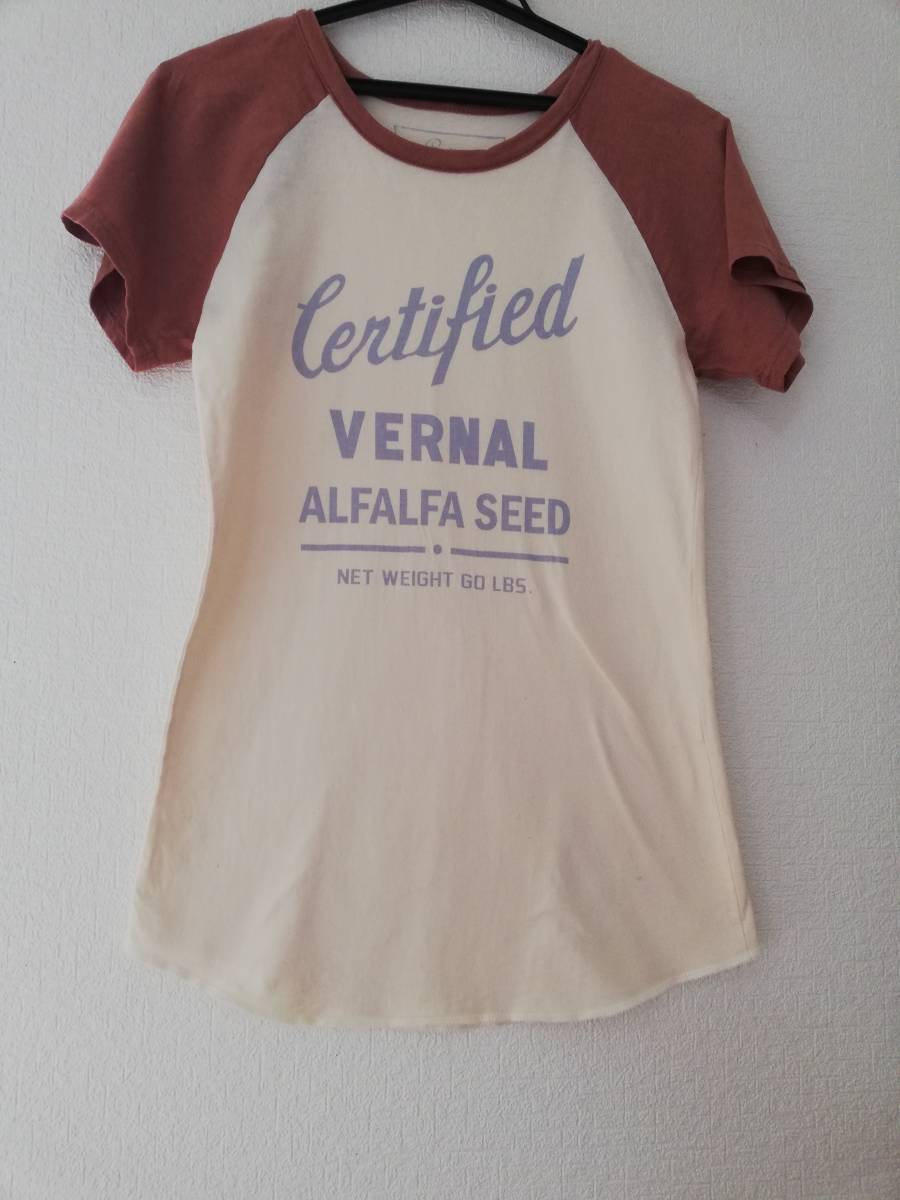 Certified
VERNAL
ALFALFA SEED
NET WEIGHT GO LBS.